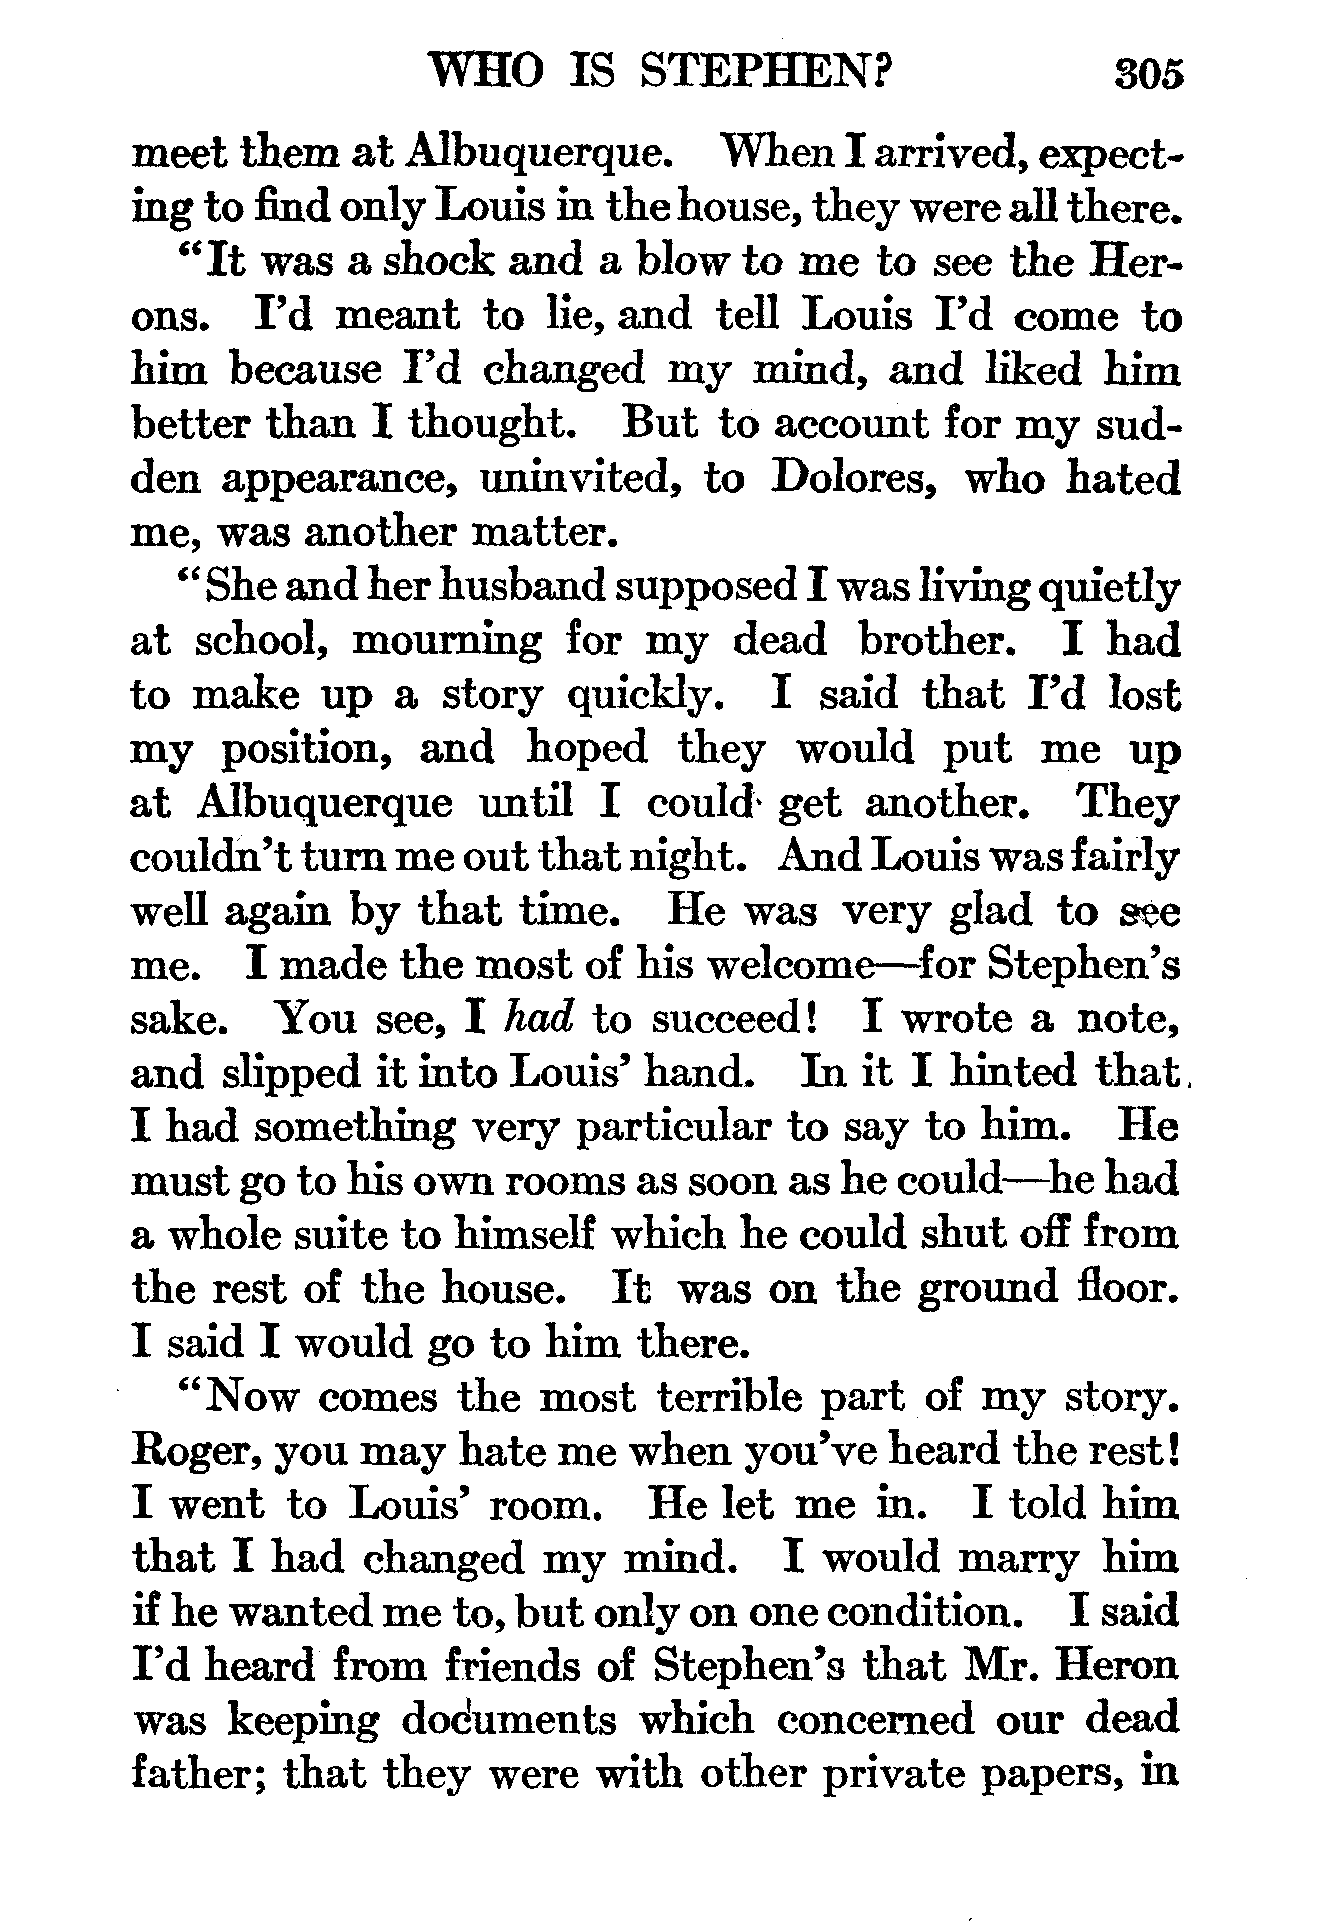 WHO IS STEPHEN? 305
meet them at Albuquerque. When I arrived, expect-
ing to find only Louis in the house, they were all there.
“It was a shock and a blow to me to see the Her-
ons. I’d meant to lie, and tell Louis I’d come to
him because I’d changed my mind, and liked him
better than I thought. But to account for my sud-
den appearance, uninvited, to Dolores, who hated
me, was another matter.
“She and her husband supposed I was living quietly
at school, mourning for my dead brother. I had
to make up a story quickly. I said that I’d lost
my position, and hoped they would put me up
at Albuquerque until I could get another. They
couldn’t turn me out that night. And Louis was fairly
well again by that time. He was very glad to see
me. I made the most of his welcome—for Stephen’s
sake. You see, I had to succeed! I wrote a note,
and slipped it into Louis’ hand. In it I hinted that
I had something very particular to say to him. He
must go to his own rooms as soon as he could—he had
a whole suite to himself which he could shut off from
the rest of the house. It was on the ground floor.
I said I would go to him there.
“Now comes the most terrible part of my story.
Roger, you may hate me when you’ve heard the rest!
I went to Louis’ room. He let me in. I told him
that I had changed my mind. I would marry him
if he wanted me to, but only on one condition. I said
I’d heard from friends of Stephen’s that Mr. Heron
was keeping documents which concerned our dead
father; that they were with other private papers, in